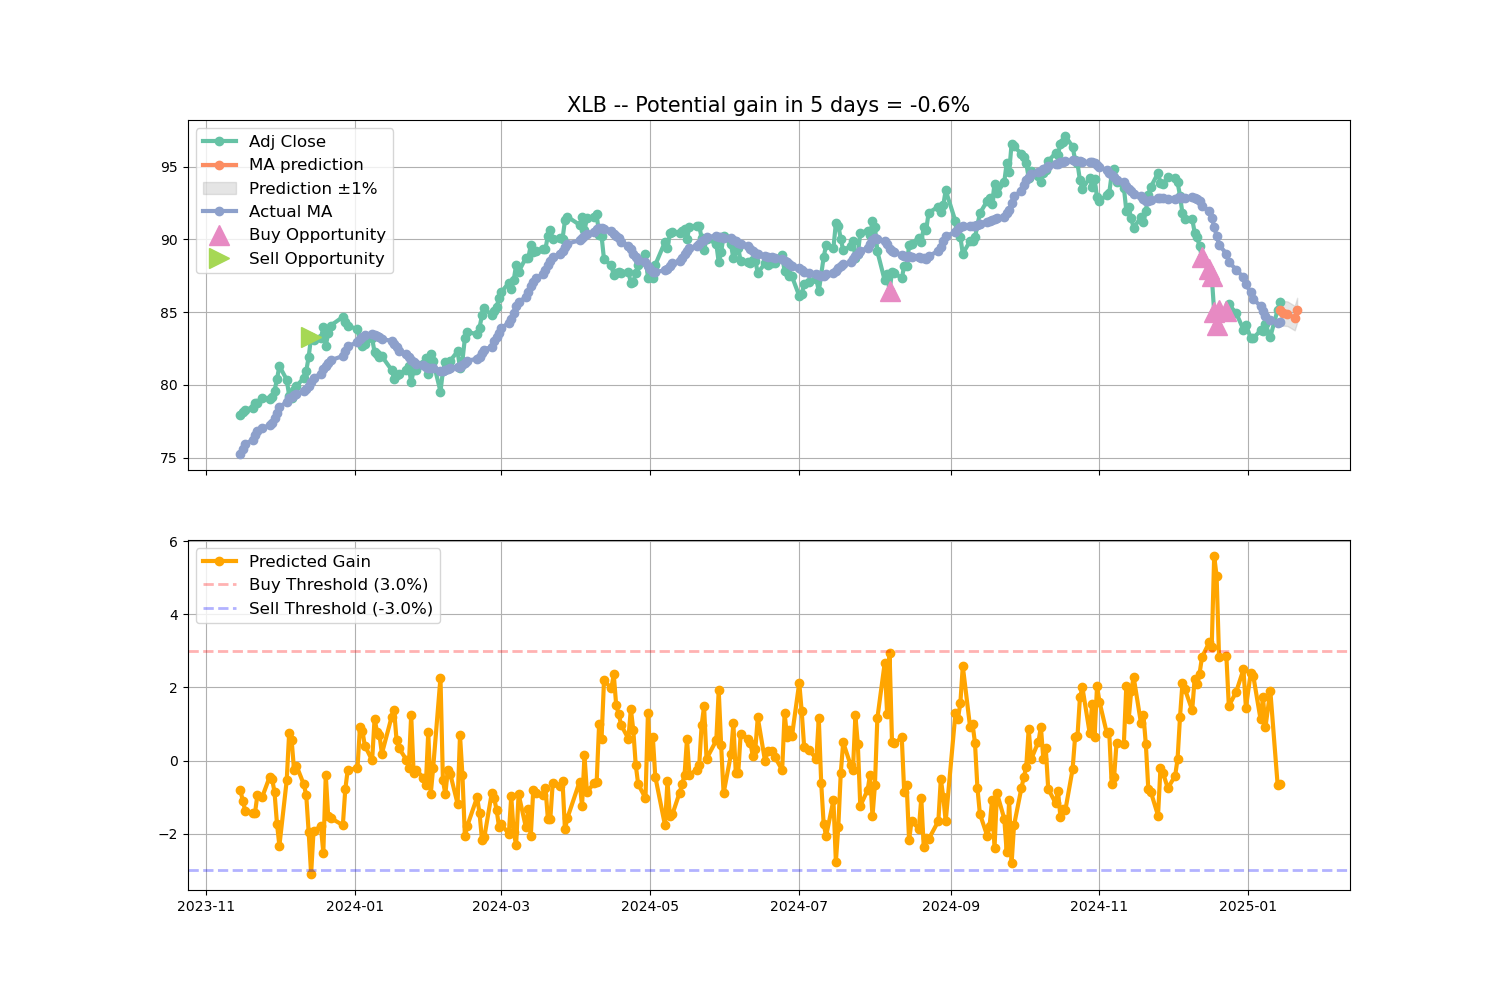 XLB -- Potential gain in 5 days = -0.6%
Adj Close
MA prediction
Prediction ±1%
Actual MA
Buy Opportunity
Sell Opportunity
95
90
85
80
75
Predicted Gain
Buy Threshold (3.0%)
Sell Threshold (-3.0%)
6
4
2
0
−2
2023-11 2024-01 2024-03 2024-05 2024-07 2024-09 2024-11 2025-01